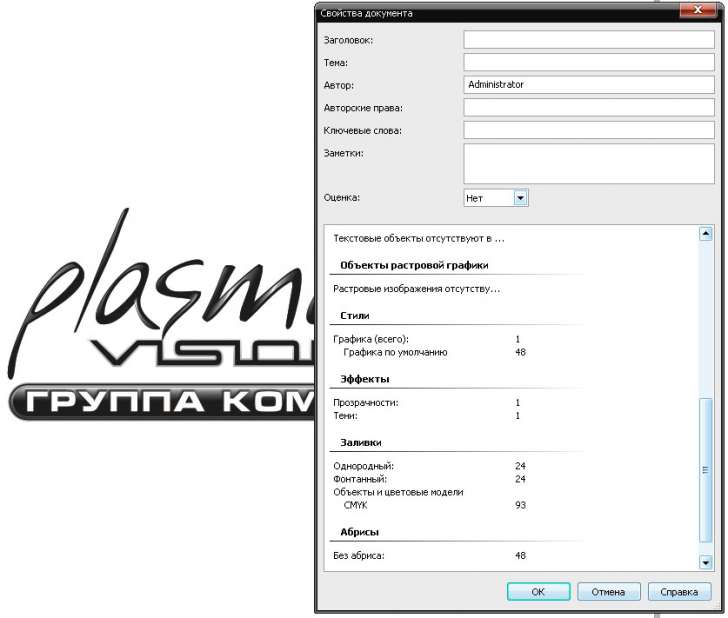 Свойства документа
Заголовок:
Тема:
Автор: Administrator
Авторские права:
Ключевые слова:
Заметки:
Оценка: Нет
Текстовые объекты отсутствуют в ...
Объекты растровой графики
Растровые изображения отсутству...
Стили
Графика (всего): 1
Графика по умолчанию 48
Эффекты
Прозрачности: 1
Тени: 1
Заливки
Однородный: 24
Фонтанный: 24
Объекты и цветовые модели
CMYK 93
Абрисы
Без абриса: 48
OK Отмена Справка
plasm
VISIO
ГРУППА КОМ